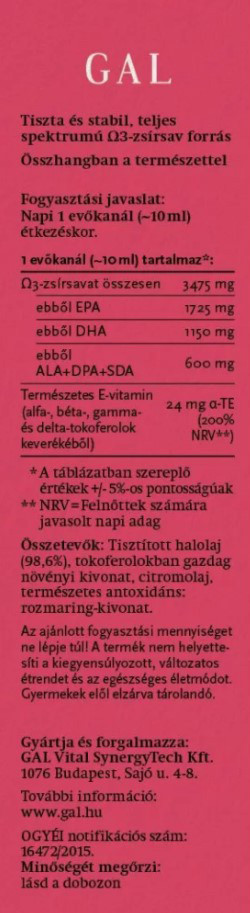 GAL
Tiszta és stabil, teljes
spektrumú Ω3-zsírsav forrás
Összhangban a természettel
Fogyasztási javaslat:
Napi 1 evőkanál (~10 ml)
étkezéskor.
1 evőkanál (~10 ml) tartalmaz*:
Ω3-zsírsavat összesen 3475 mg
ebből EPA 1725 mg
ebből DHA 1150 mg
ebből
ALA+DPA+SDA 600 mg
Természetes E-vitamin
(alfa-, béta-, gamma-
és delta-tokoferolok
keverékéből)
24 mg α-TE
(200%
NRV**)
* A táblázatban szereplő
értékek +/- 5%-os pontosságúak
** NRV = Felnőttek számára
javasolt napi adag
Összetevők: Tisztított halolaj
(98,6%), tokoferolokban gazdag
növényi kivonat, citromolaj,
természetes antoxidáns:
rozmaring-kivonat.
Az ajánlott fogyasztási mennyiséget
ne lépje túl! A termék nem helyette-
síti a kiegyensúlyozott, változatos
étrendet és az egészséges életmódot.
Gyermekek elől elzárva tárolandó.
Gyártja és forgalmazza:
GAL Vital SynergyTech Kft.
1076 Budapest, Sajó u. 4-8.
További információ:
www.gal.hu
OGYÉI notifikációs szám:
16472/2015.
Minőségét megőrzi:
lásd a dobozon